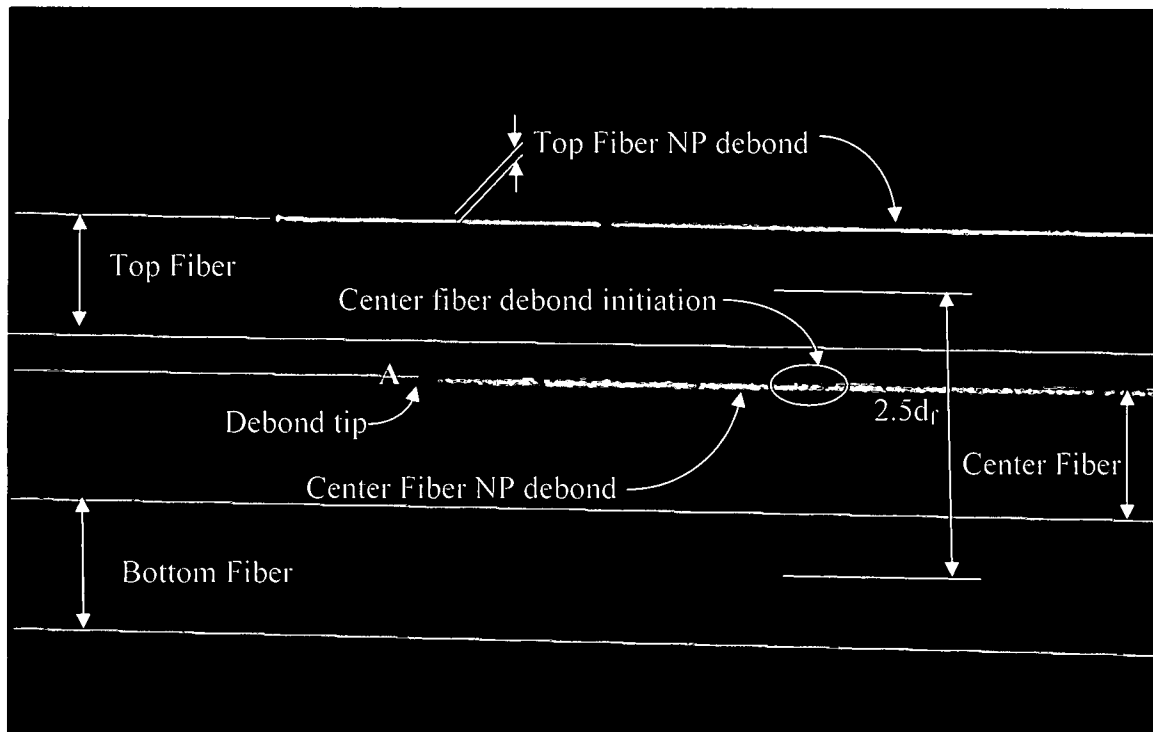 Top Fiber NP debond
Top Fiber
Center fiber debond initiation
A
Debond tip
2.5df
Center Fiber
Center Fiber NP debond
Bottom Fiber